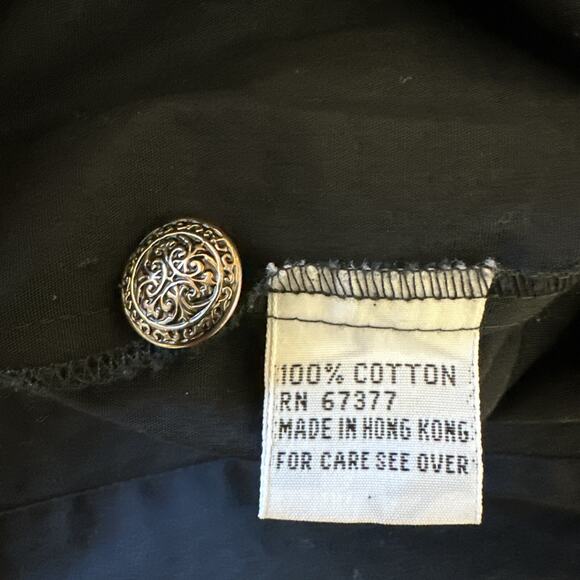 100% COTTON
RN 67377
MADE IN HONG KONG
FOR CARE SEE OVER